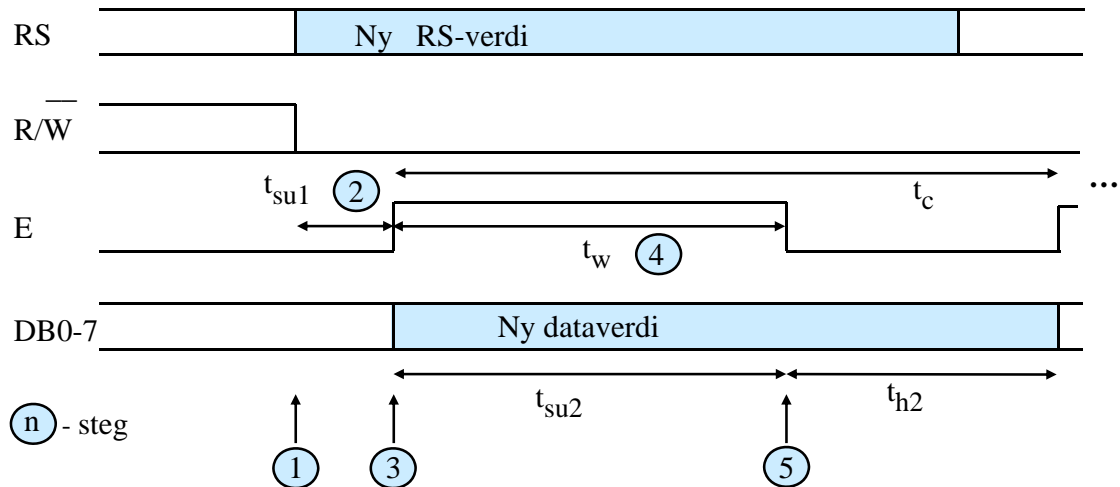 RS
Ny RS-verdi
R/W̅
t_su1
2
t_c
...
E
t_w
4
DB0-7
Ny dataverdi
t_su2
t_h2
n - steg
1
3
5